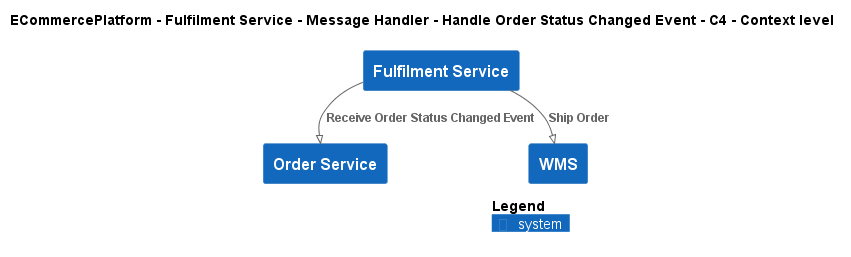 ECommercePlatform - Fulfilment Service - Message Handler - Handle Order Status Changed Event - C4 - Context level
Fulfilment Service
Receive Order Status Changed Event
Ship Order
Order Service
WMS
Legend
system